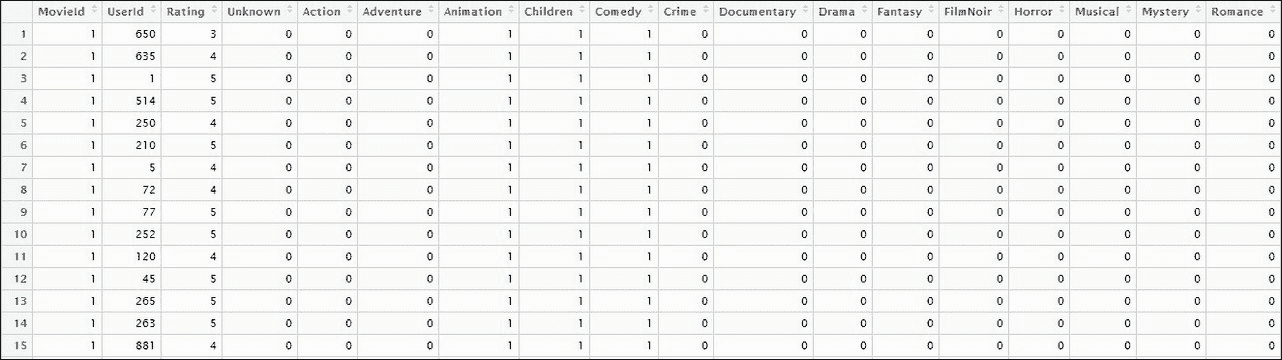 MovieId UserId Rating Unknown Action Adventure Animation Children Comedy Crime Documentary Drama Fantasy FilmNoir Horror Musical Mystery Romance
1 1 650 3 0 0 0 1 1 1 0 0 0 0 0 0 0 0 0
2 1 635 4 0 0 0 1 1 1 0 0 0 0 0 0 0 0 0
3 1 1 5 0 0 0 1 1 1 0 0 0 0 0 0 0 0 0
4 1 514 5 0 0 0 1 1 1 0 0 0 0 0 0 0 0 0
5 1 250 4 0 0 0 1 1 1 0 0 0 0 0 0 0 0 0
6 1 210 5 0 0 0 1 1 1 0 0 0 0 0 0 0 0 0
7 1 5 4 0 0 0 1 1 1 0 0 0 0 0 0 0 0 0
8 1 72 4 0 0 0 1 1 1 0 0 0 0 0 0 0 0 0
9 1 77 5 0 0 0 1 1 1 0 0 0 0 0 0 0 0 0
10 1 252 5 0 0 0 1 1 1 0 0 0 0 0 0 0 0 0
11 1 120 4 0 0 0 1 1 1 0 0 0 0 0 0 0 0 0
12 1 45 5 0 0 0 1 1 1 0 0 0 0 0 0 0 0 0
13 1 265 5 0 0 0 1 1 1 0 0 0 0 0 0 0 0 0
14 1 263 5 0 0 0 1 1 1 0 0 0 0 0 0 0 0 0
15 1 881 4 0 0 0 1 1 1 0 0 0 0 0 0 0 0 0